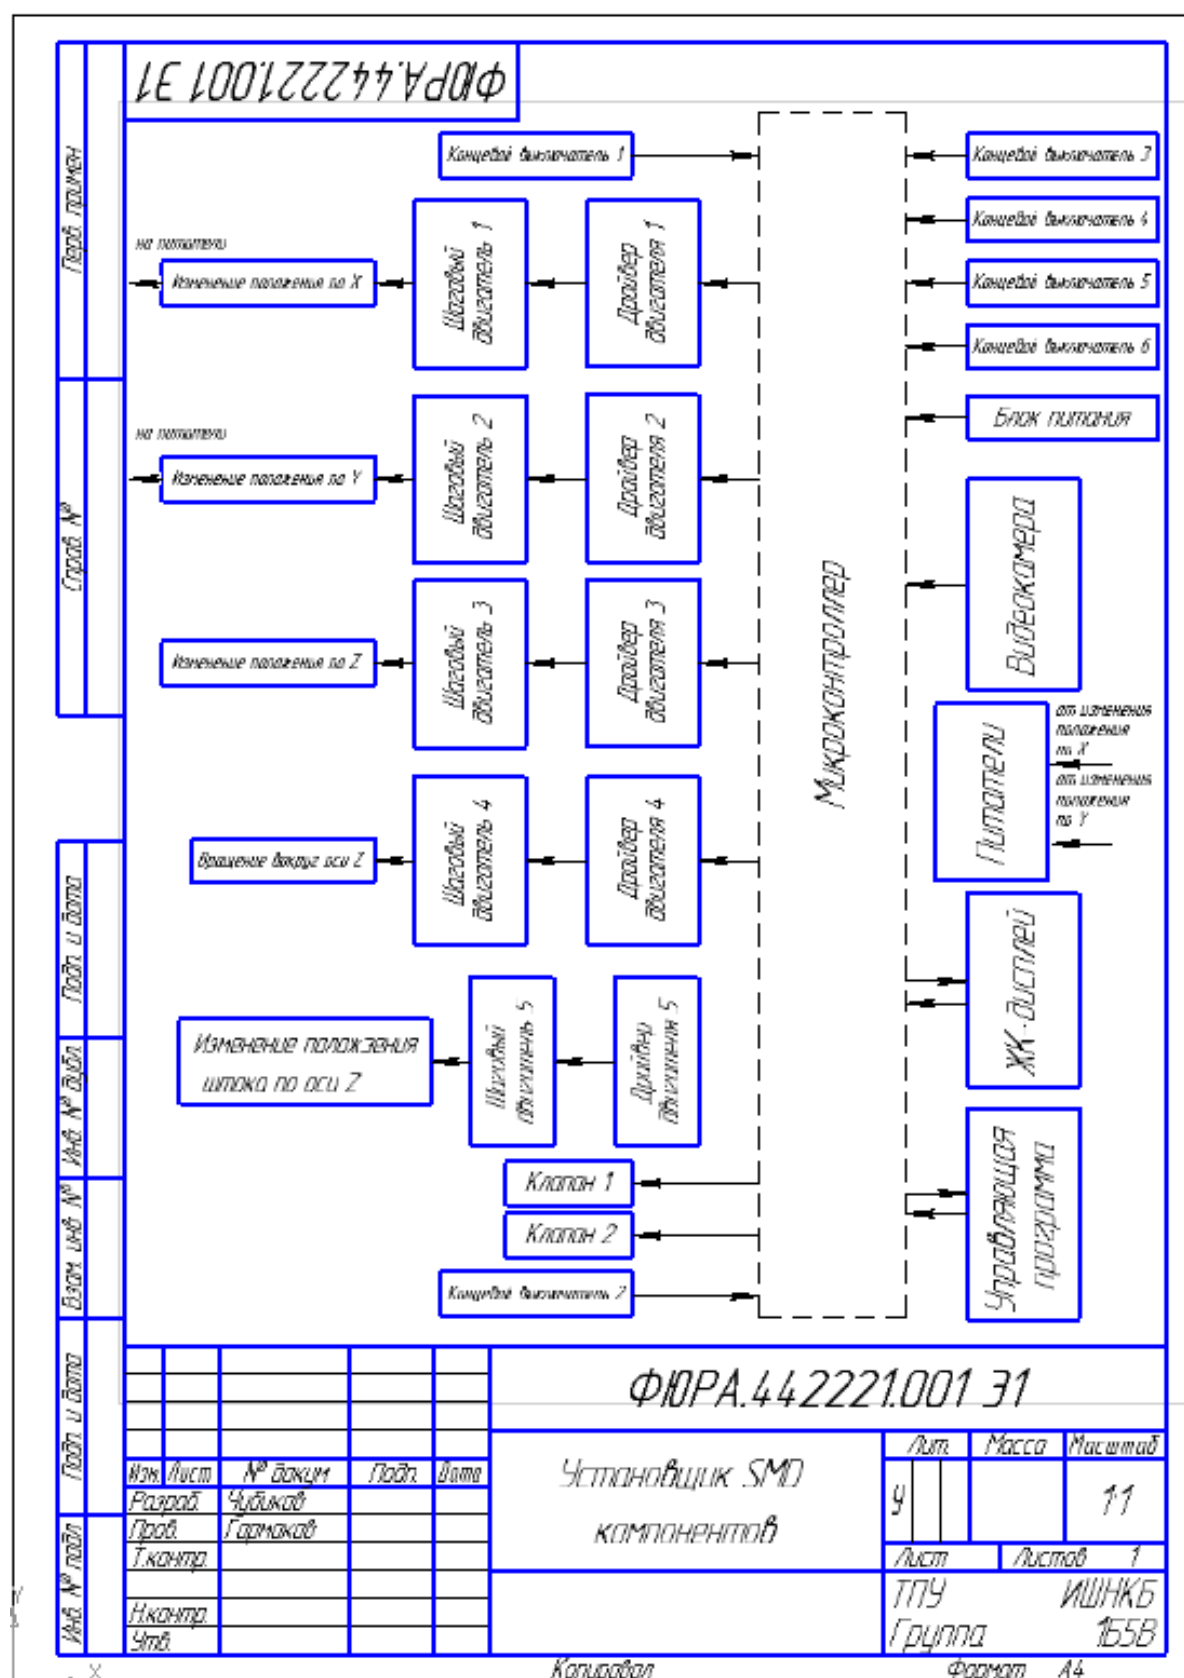 ФЮРА.442221.001 Э1
Перв. примен
Справ. №
Подп. и дата
Инв. № дубл.
Взам. инв №
Подп. и дата
Инв. № подл
Концевой выключатель 1
на питатели
Изменение положения по X
Шаговый
двигатель 1
Драйвер
двигателя 1
на питатели
Изменение положения по Y
Шаговый
двигатель 2
Драйвер
двигателя 2
Изменение положения по Z
Шаговый
двигатель 3
Драйвер
двигателя 3
Вращение вокруг оси Z
Шаговый
двигатель 4
Драйвер
двигателя 4
Изменение положэения
штока по оси Z
Шаговый
двигатель 5
Драйвер
двигателя 5
Клапан 1
Клапан 2
Концевой выключатель 2
Микроконтроллер
Концевой выключатель 3
Концевой выключатель 4
Концевой выключатель 5
Концевой выключатель 6
Блок питания
Видеокамера
Питатели
от изменения
положения
по X
от изменения
положения
по Y
ЖК-дисплей
Управляющая
программа
ФЮРА.442221.001 Э1
Изм. Лист № докум Подп. Дата
Разраб. Чубиков
Пров. Гормаков
Т.контр.
Н.контр.
Утв.
Установщик SMD
компонентов
Лит. Масса Масштаб
У 1:1
Лист Листов 1
ТПУ ИШНКБ
Группа 1Б5В
Копировал Формат А4
X
Y